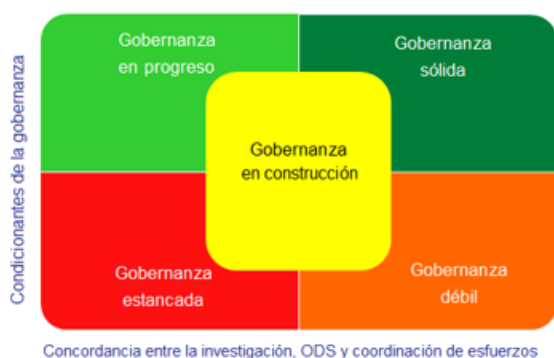 Gobernanza
en progreso
Gobernanza
sólida
Gobernanza
en construcción
Gobernanza
estancada
Gobernanza
débil
Condicionantes de la gobernanza
Concordancia entre la investigación, ODS y coordinación de esfuerzos